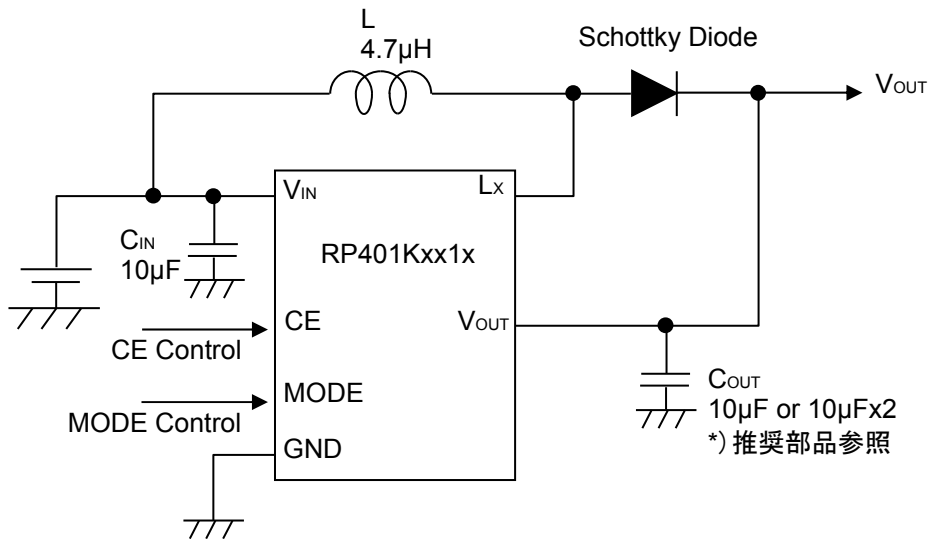 L
4.7µH
Schottky Diode
VOUT
VIN
LX
CIN
10µF
RP401Kxx1x
CE
CE Control
VOUT
MODE
MODE Control
COUT
10µF or 10µFx2
*) 推奨部品参照
GND